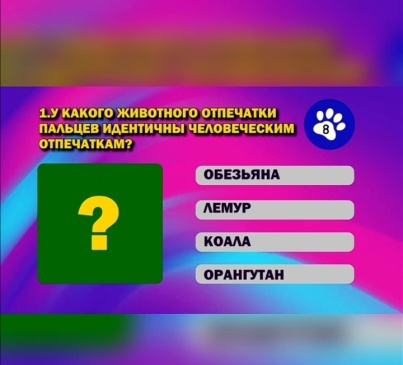 1.У КАКОГО ЖИВОТНОГО ОТПЕЧАТКИ
ПАЛЬЦЕВ ИДЕНТИЧНЫ ЧЕЛОВЕЧЕСКИМ
ОТПЕЧАТКАМ?
8
?
ОБЕЗЬЯНА
ЛЕМУР
КОАЛА
ОРАНГУТАН